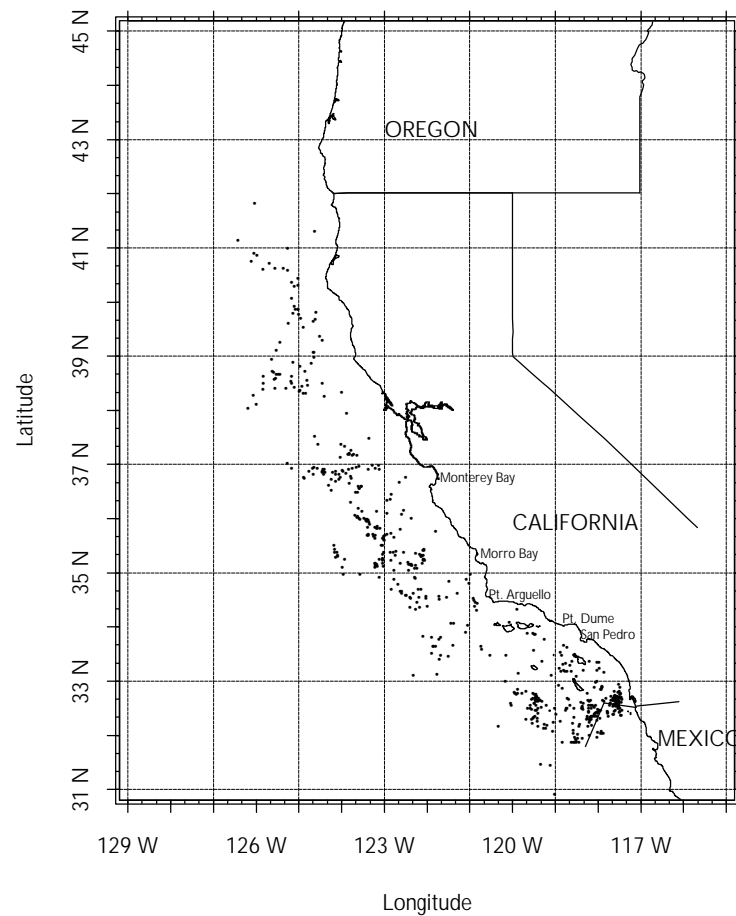 45 N
OREGON
43 N
41 N
39 N
Latitude
37 N
Monterey Bay
CALIFORNIA
Morro Bay
35 N
Pt. Arguello
Pt. Dume
San Pedro
33 N
MEXICO
31 N
129 W 126 W 123 W 120 W 117 W
Longitude